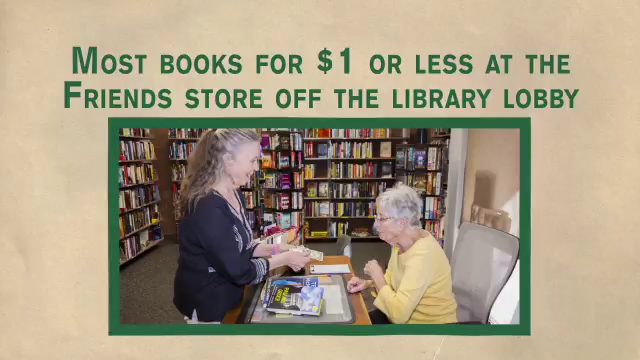 Most books for $1 or less at the
Friends store off the library lobby